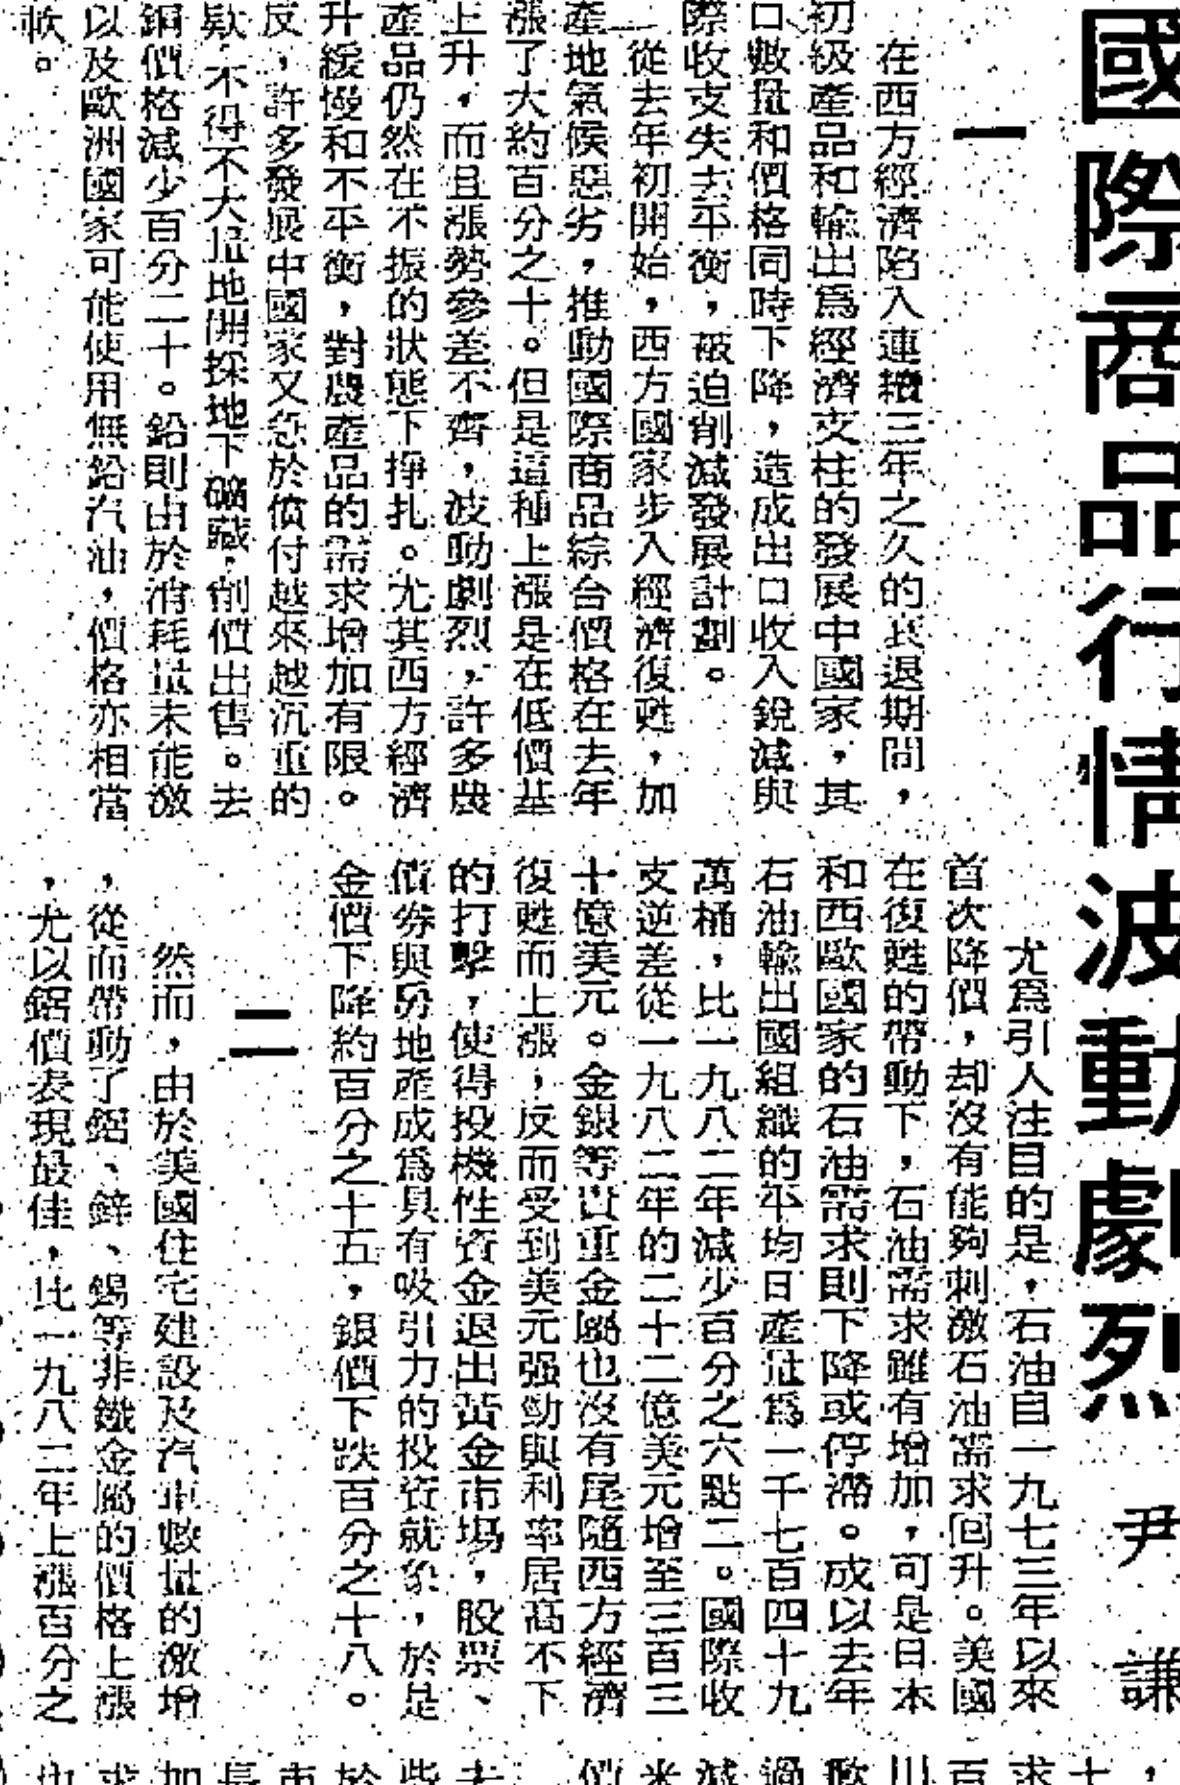 國際商品行情波動劇烈
尹謙
一
在西方經濟陷入連續三年之久的衰退期間，
初級產品和輸出爲經濟支柱的發展中國家，其
口數量和價格同時下降，造成出口收入銳減與
際收支失去平衡，被迫削減發展計劃。
從去年初開始，西方國家步入經濟復甦，加
產地氣候惡劣，推動國際商品綜合價格在去年
漲了大約百分之十。但是這種上漲是在低價基
上升，而且漲勢參差不齊，波動劇烈，許多農
產品仍然在不振的狀態下掙扎。尤其西方經濟
升緩慢和不平衡，對農產品的需求增加有限。
反，許多發展中國家又急於償付越來越沉重的
欵，不得不大量地開採地下礦藏，削價出售。去
銅價格減少百分二十。鉛則由於消耗量未能激
以及歐洲國家可能使用無鉛汽油，價格亦相當
軟。
尤爲引人注目的是，石油自一九七三年以來
首次降價，却沒有能夠刺激石油需求回升。美國
在復甦的帶動下，石油需求雖有增加，可是日本
和西歐國家的石油需求則下降或停滯。成以去年
石油輸出國組織的平均日產量爲一千七百四十九
萬桶，比一九八二年減少百分之六點二。國際收
支逆差從一九八二年的二十二億美元增至三百三
十億美元。金銀等貴重金屬也沒有尾隨西方經濟
復甦而上漲，反而受到美元强勁與利率居高不下
的打擊，使得投機性資金退出黃金市場，股票、
債券與房地產成爲具有吸引力的投資就象，於是
金價下降約百分之十五，銀價下跌百分之十八。
二
然而，由於美國住宅建設及汽車數量的激增
，從而帶動了鋁、鋅、錫等非鐵金屬的價格上漲
，尤以鋁價表現最佳，比一九八二年上漲百分之